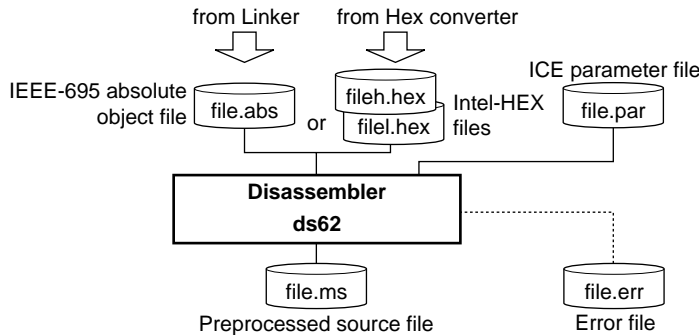 from Linker
from Hex converter
IEEE-695 absolute
object file
file.abs
or
fileh.hex
filel.hex
Intel-HEX
files
ICE parameter file
file.par
Disassembler
ds62
file.ms
Preprocessed source file
file.err
Error file